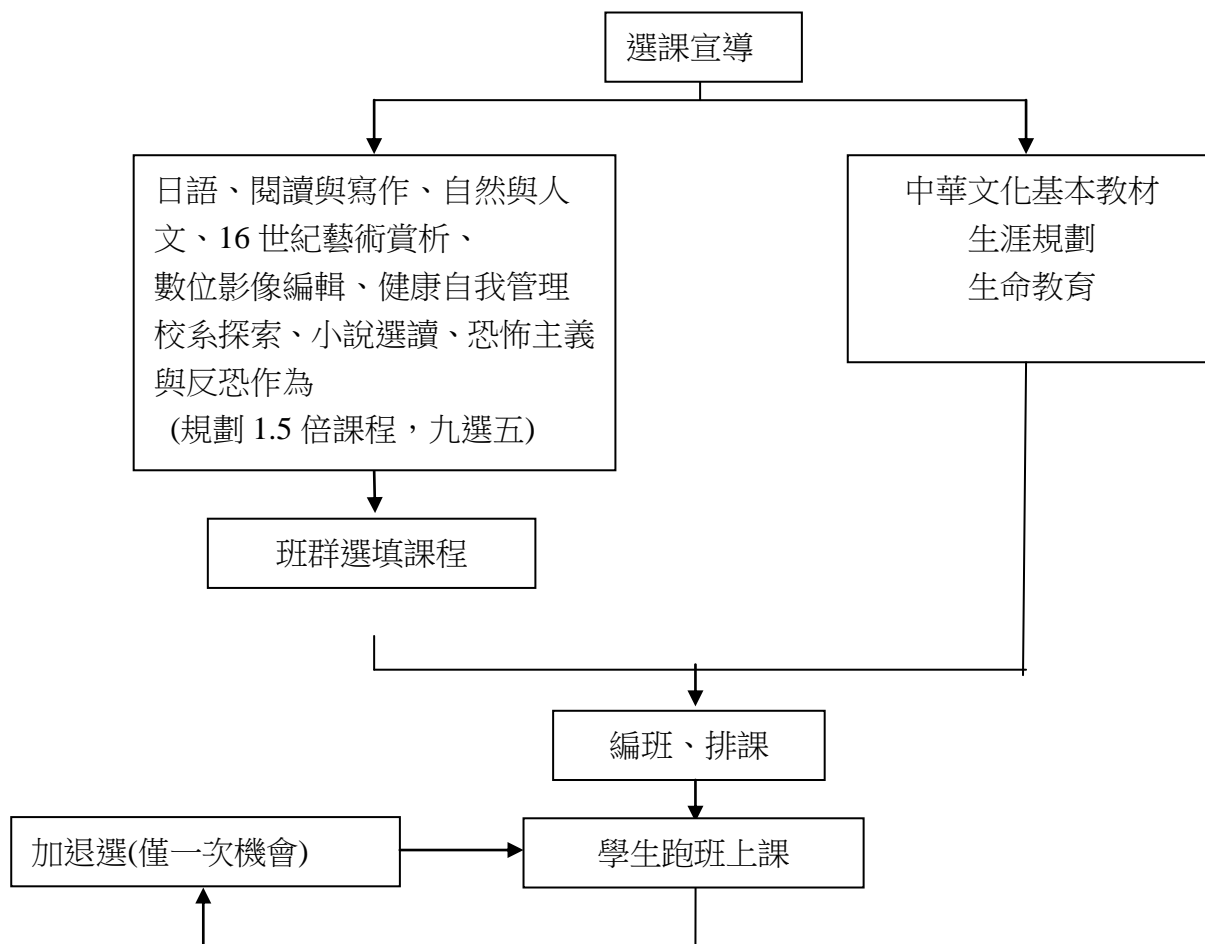 選課宣導
日語、閱讀與寫作、自然與人
文、16 世紀藝術賞析、
數位影像編輯、健康自我管理
校系探索、小說選讀、恐怖主義
與反恐作為
(規劃 1.5 倍課程，九選五)
中華文化基本教材
生涯規劃
生命教育
班群選填課程
編班、排課
加退選(僅一次機會)
學生跑班上課